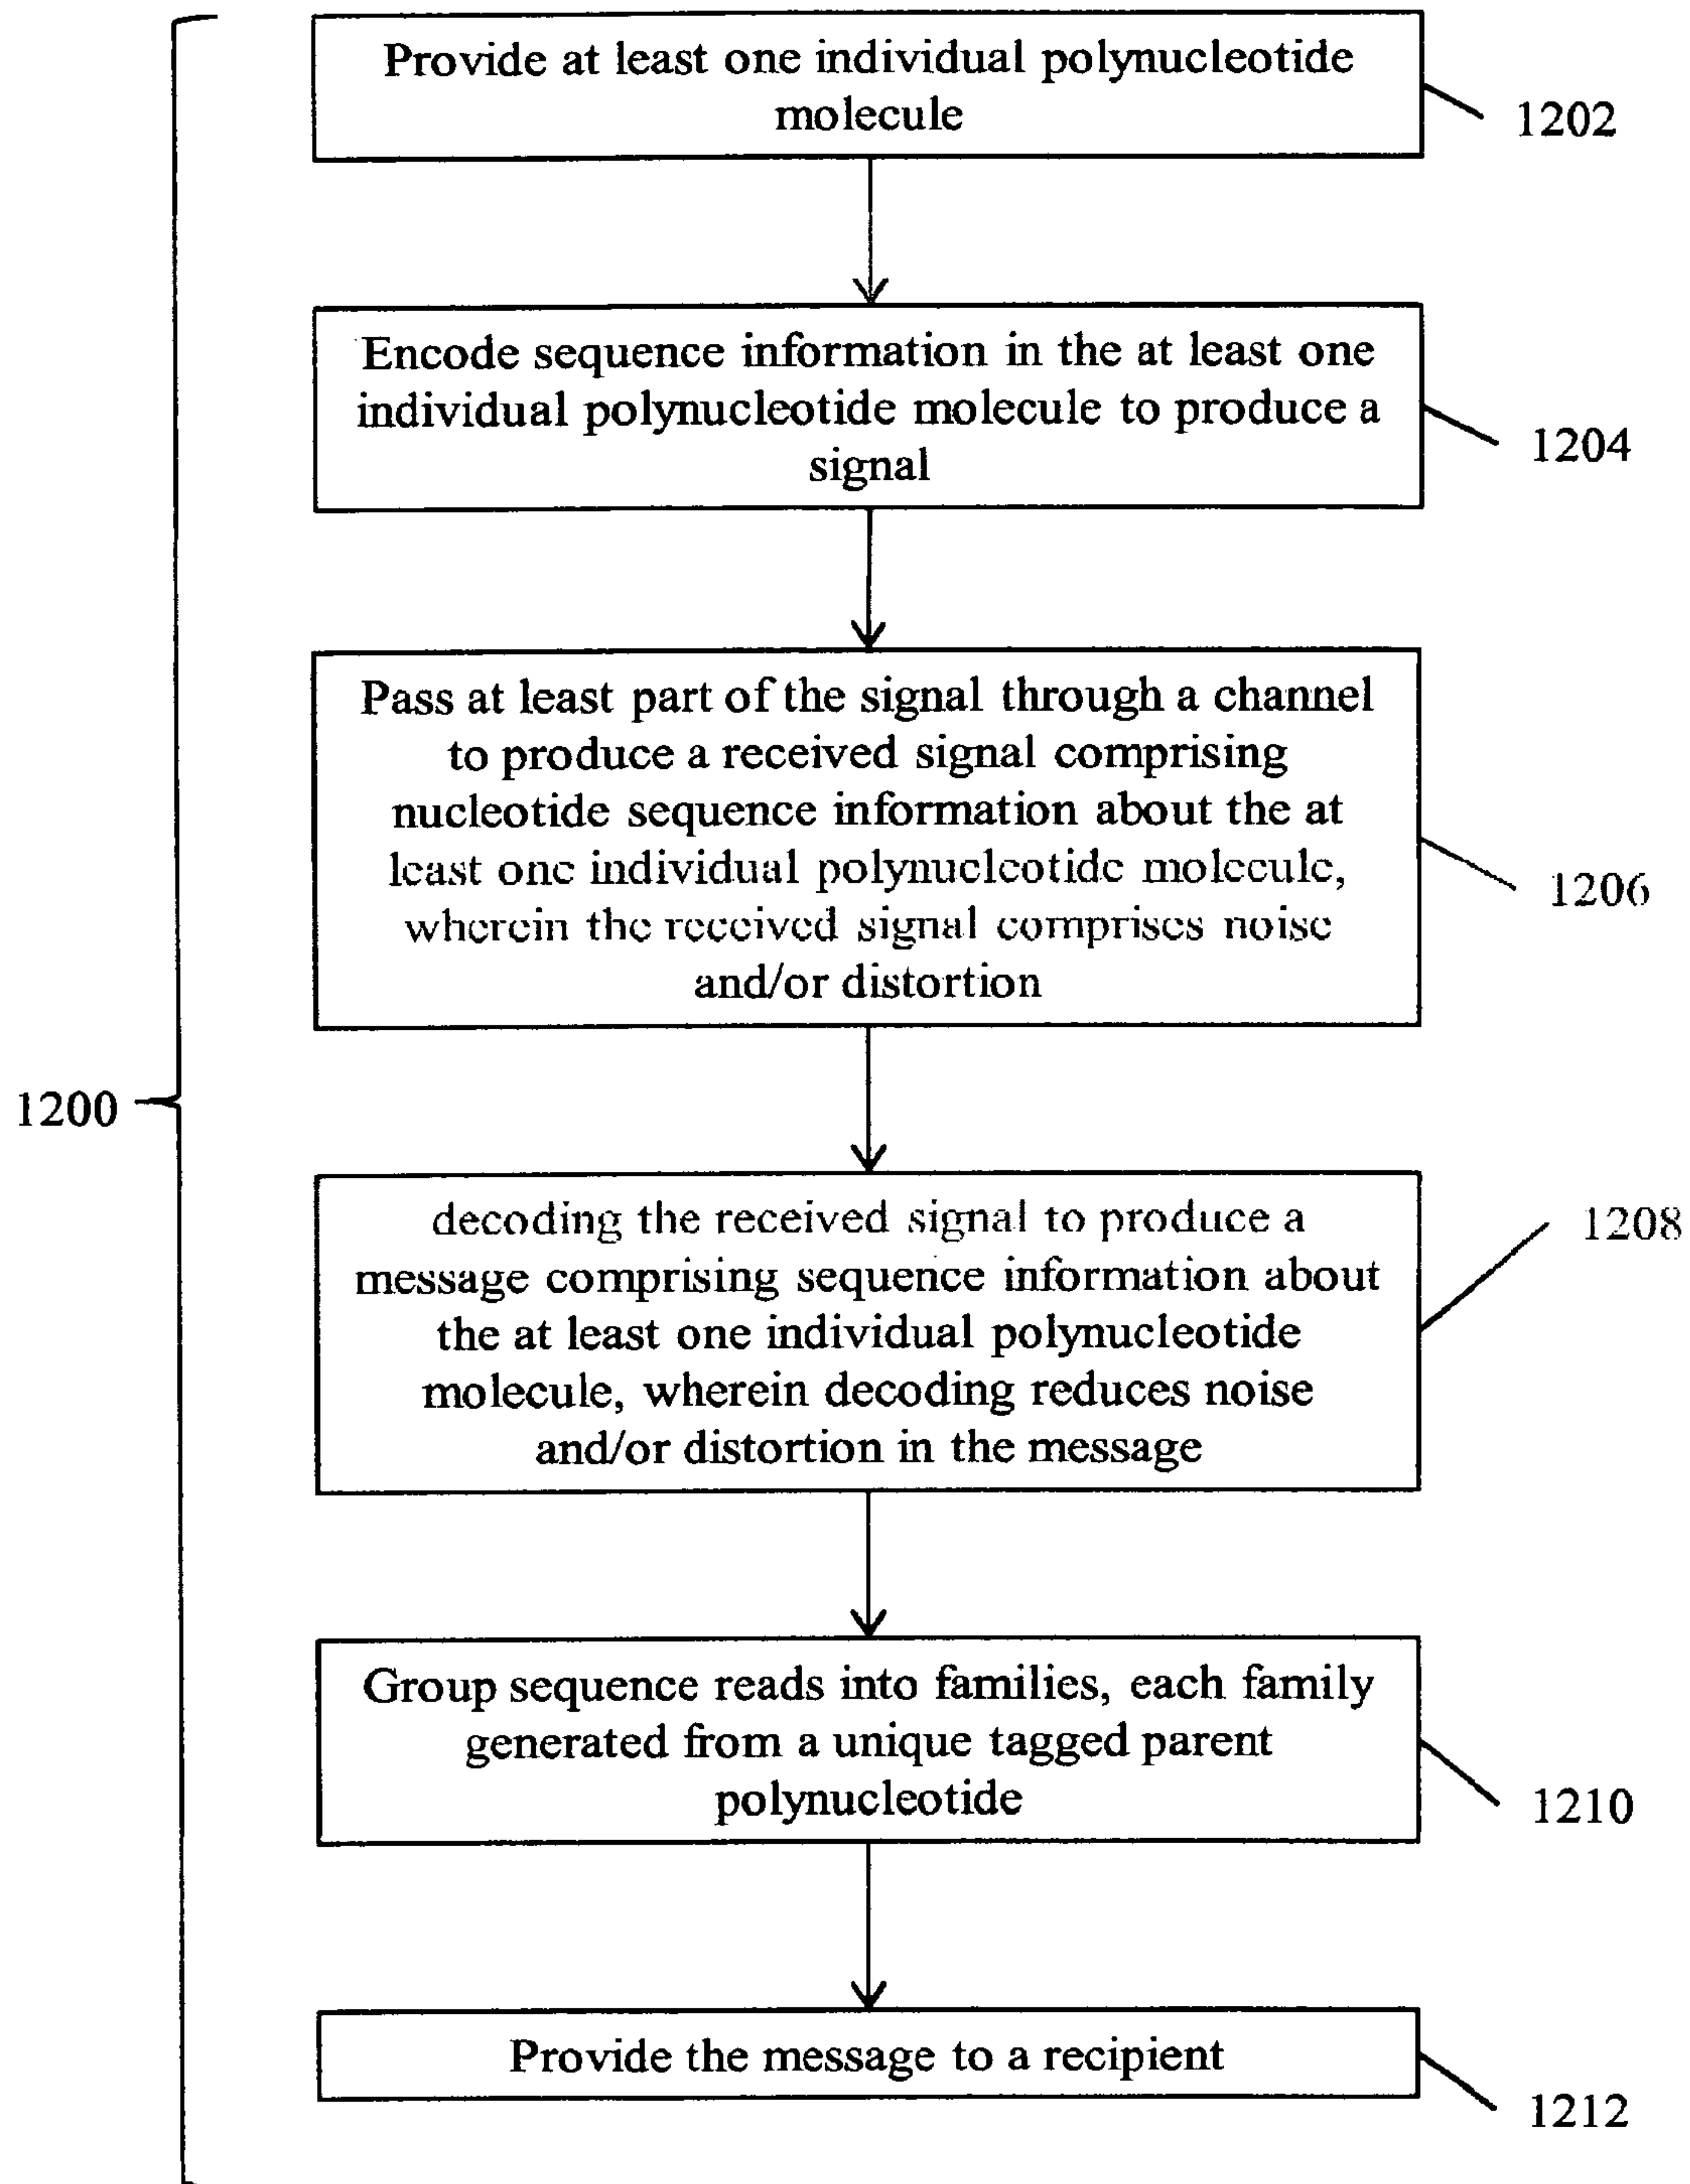 Provide at least one individual polynucleotide
molecule
1202
Encode sequence information in the at least one
individual polynucleotide molecule to produce a
signal
1204
Pass at least part of the signal through a channel
to produce a received signal comprising
nucleotide sequence information about the at
least one individual polynucleotide molecule,
wherein the received signal comprises noise
and/or distortion
1206
1200
decoding the received signal to produce a
message comprising sequence information about
the at least one individual polynucleotide
molecule, wherein decoding reduces noise
and/or distortion in the message
1208
Group sequence reads into families, each family
generated from a unique tagged parent
polynucleotide
1210
Provide the message to a recipient
1212